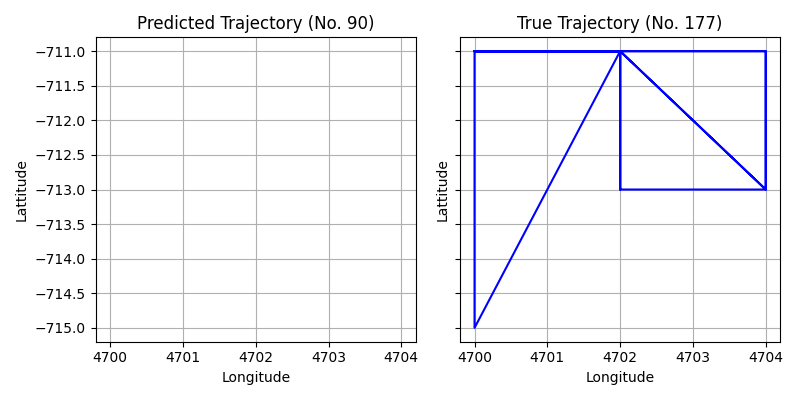 Predicted Trajectory (No. 90)
−711.0
−711.5
−712.0
−712.5
−713.0
−713.5
−714.0
−714.5
−715.0
Lattitude
4700 4701 4702 4703 4704
Longitude
True Trajectory (No. 177)
Lattitude
4700 4701 4702 4703 4704
Longitude